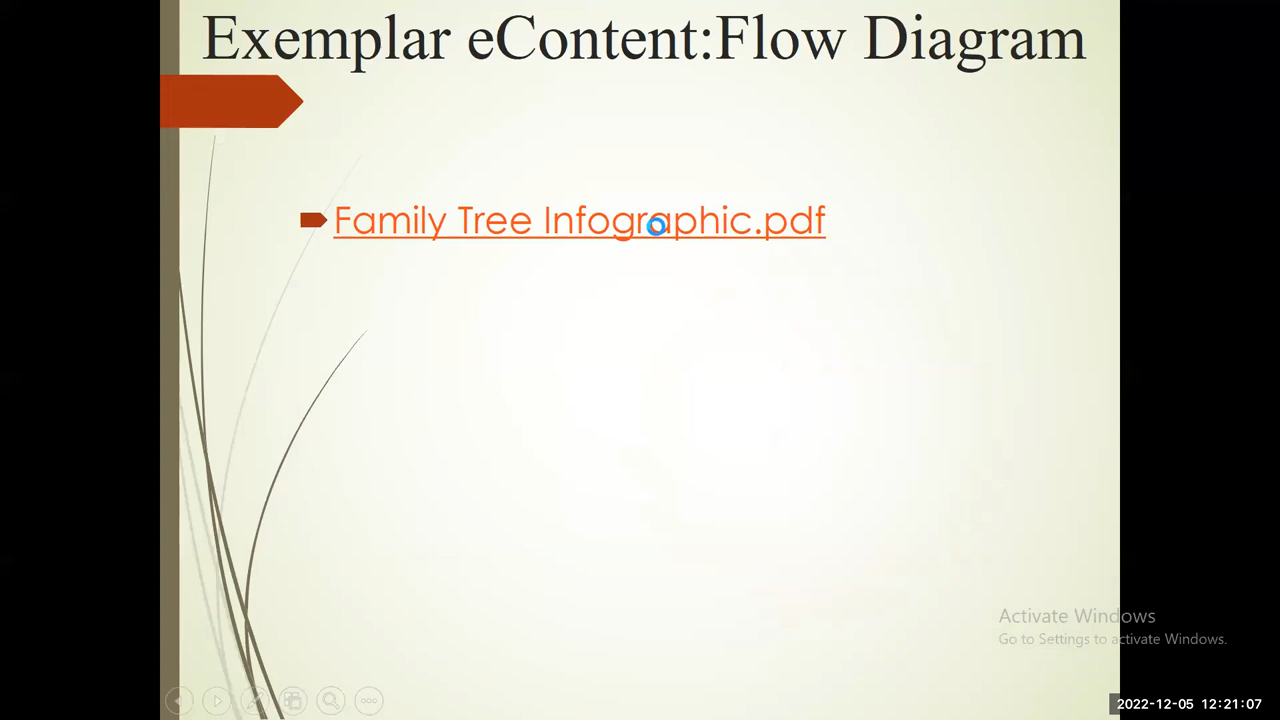 Exemplar eContent:Flow Diagram
Family Tree Infographic.pdf
Activate Windows
Go to Settings to activate Windows.
2022-12-05 12:21:07